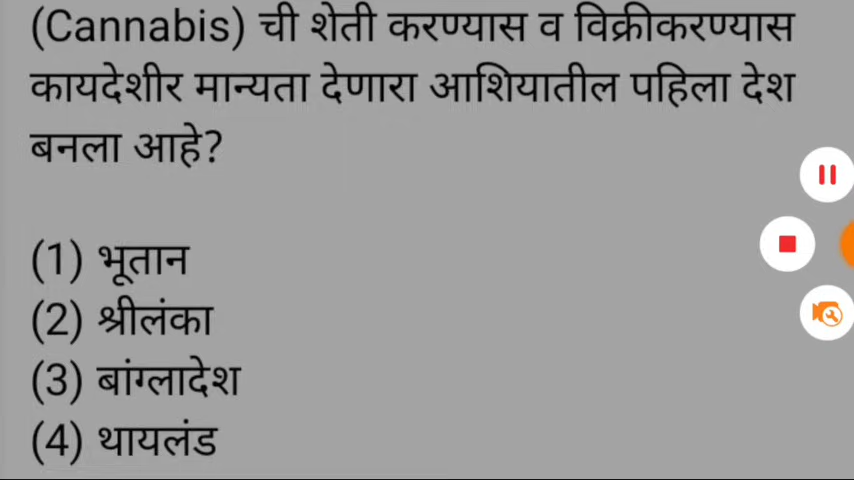 (Cannabis) ची शेती करण्यास व विक्रीकरण्यास
कायदेशीर मान्यता देणारा आशियातील पहिला देश
बनला आहे?
(1) भूतान
(2) श्रीलंका
(3) बांग्लादेश
(4) थायलंड